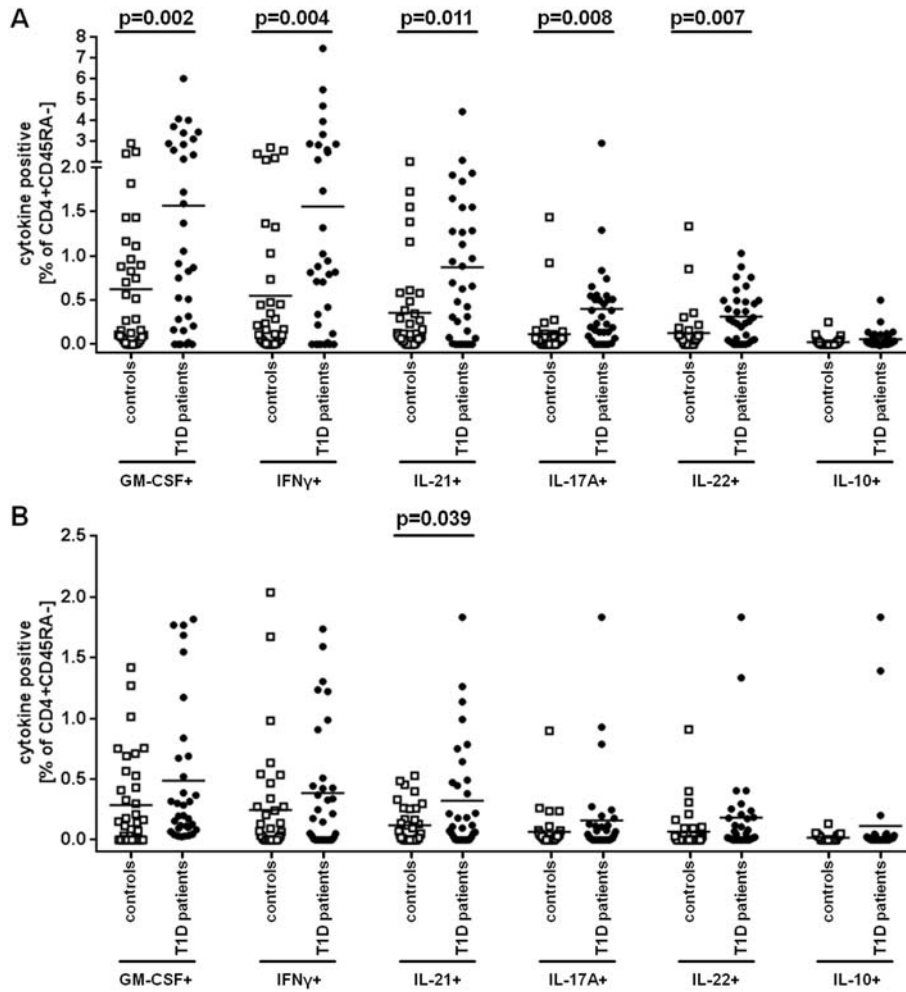 A
p=0.002 p=0.004 p=0.011 p=0.008 p=0.007
cytokine positive
[% of CD4+CD45RA-]
8
7
6
5
4
3
2.0
1.5
1.0
0.5
0.0
controls T1D patients controls T1D patients controls T1D patients controls T1D patients controls T1D patients controls T1D patients
GM-CSF+ IFNγ+ IL-21+ IL-17A+ IL-22+ IL-10+
B
p=0.039
cytokine positive
[% of CD4+CD45RA-]
2.5
2.0
1.5
1.0
0.5
0.0
controls T1D patients controls T1D patients controls T1D patients controls T1D patients controls T1D patients controls T1D patients
GM-CSF+ IFNγ+ IL-21+ IL-17A+ IL-22+ IL-10+